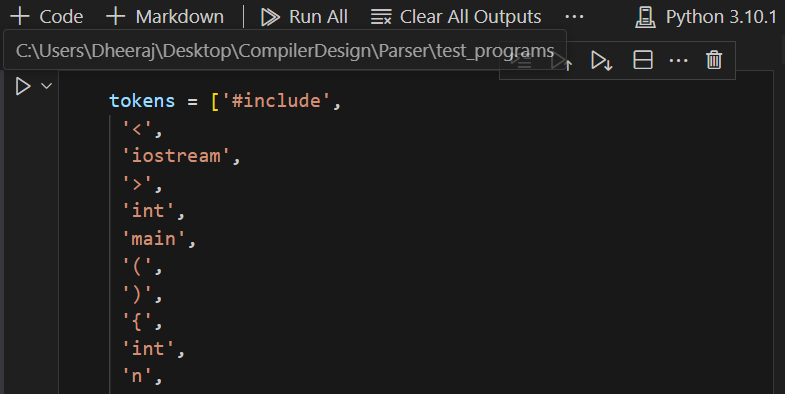 + Code + Markdown | Run All Clear All Outputs ··· Python 3.10.1
C:\Users\Dheeraj\Desktop\CompilerDesign\Parser\test_programs
tokens = ['#include',
'<',
'iostream',
'>',
'int',
'main',
'(',
')',
'{',
'int',
'n',